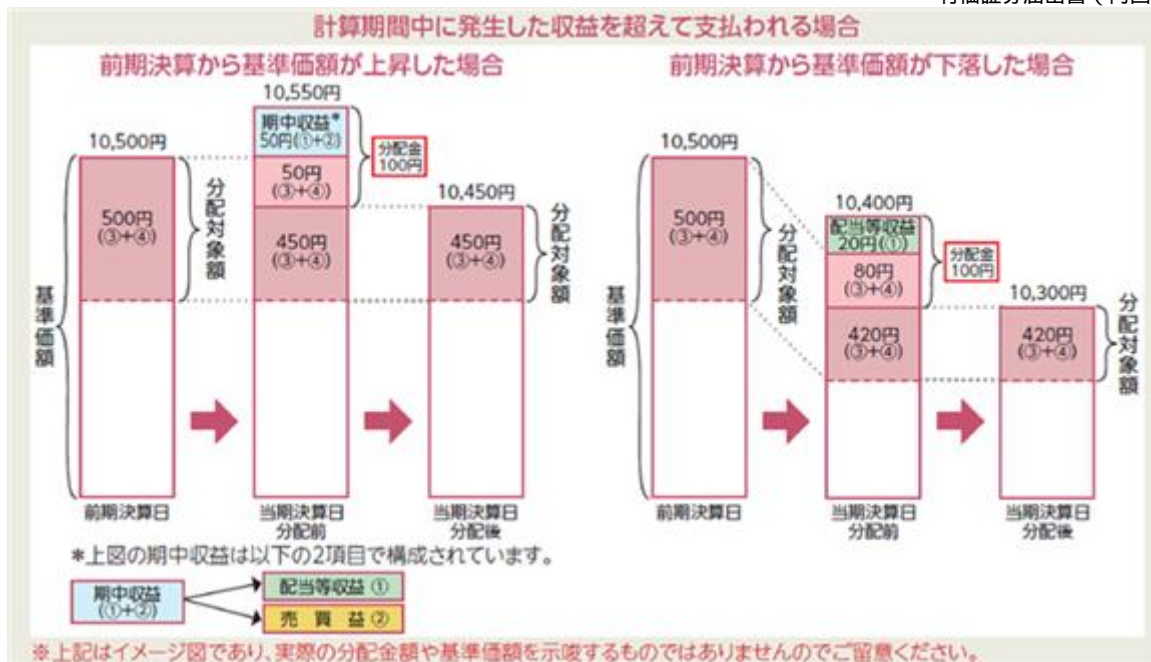 計算期間中に発生した収益を超えて支払われる場合
前期決算から基準価額が上昇した場合
10,500円
500円
(③+④)
分配対象額
基準価額
前期決算日
10,550円
期中収益*
50円(①+②)
50円
(③+④)
450円
(③+④)
分配金
100円
当期決算日
分配前
10,450円
450円
(③+④)
分配対象額
当期決算日
分配後
*上図の期中収益は以下の2項目で構成されています。
期中収益
(①+②)
配当等収益 ①
売 買 益 ②
前期決算から基準価額が下落した場合
10,500円
500円
(③+④)
分配対象額
基準価額
前期決算日
10,400円
配当等収益
20円(①)
80円
(③+④)
420円
(③+④)
分配金
100円
当期決算日
分配前
10,300円
420円
(③+④)
分配対象額
当期決算日
分配後
※上記はイメージ図であり、実際の分配金額や基準価額を示唆するものではありませんのでご留意ください。